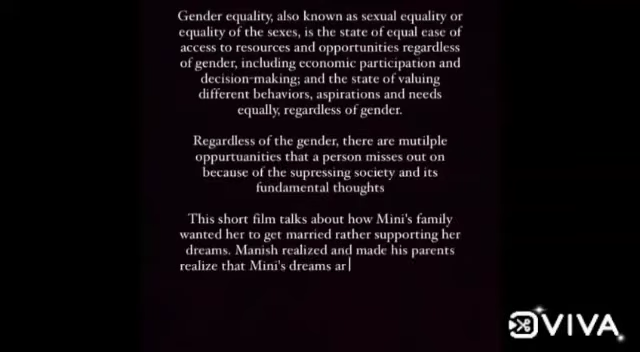 Gender equality, also known as sexual equality or
equality of the sexes, is the state of equal ease of
access to resources and opportunities regardless
of gender, including economic participation and
decision-making; and the state of valuing
different behaviors, aspirations and needs
equally, regardless of gender.
Regardless of the gender, there are mutilple
oppurtuanities that a person misses out on
because of the supressing society and its
fundamental thoughts
This short film talks about how Mini's family
wanted her to get married rather supporting her
dreams. Manish realized and made his parents
realize that Mini's dreams ar
VIVA